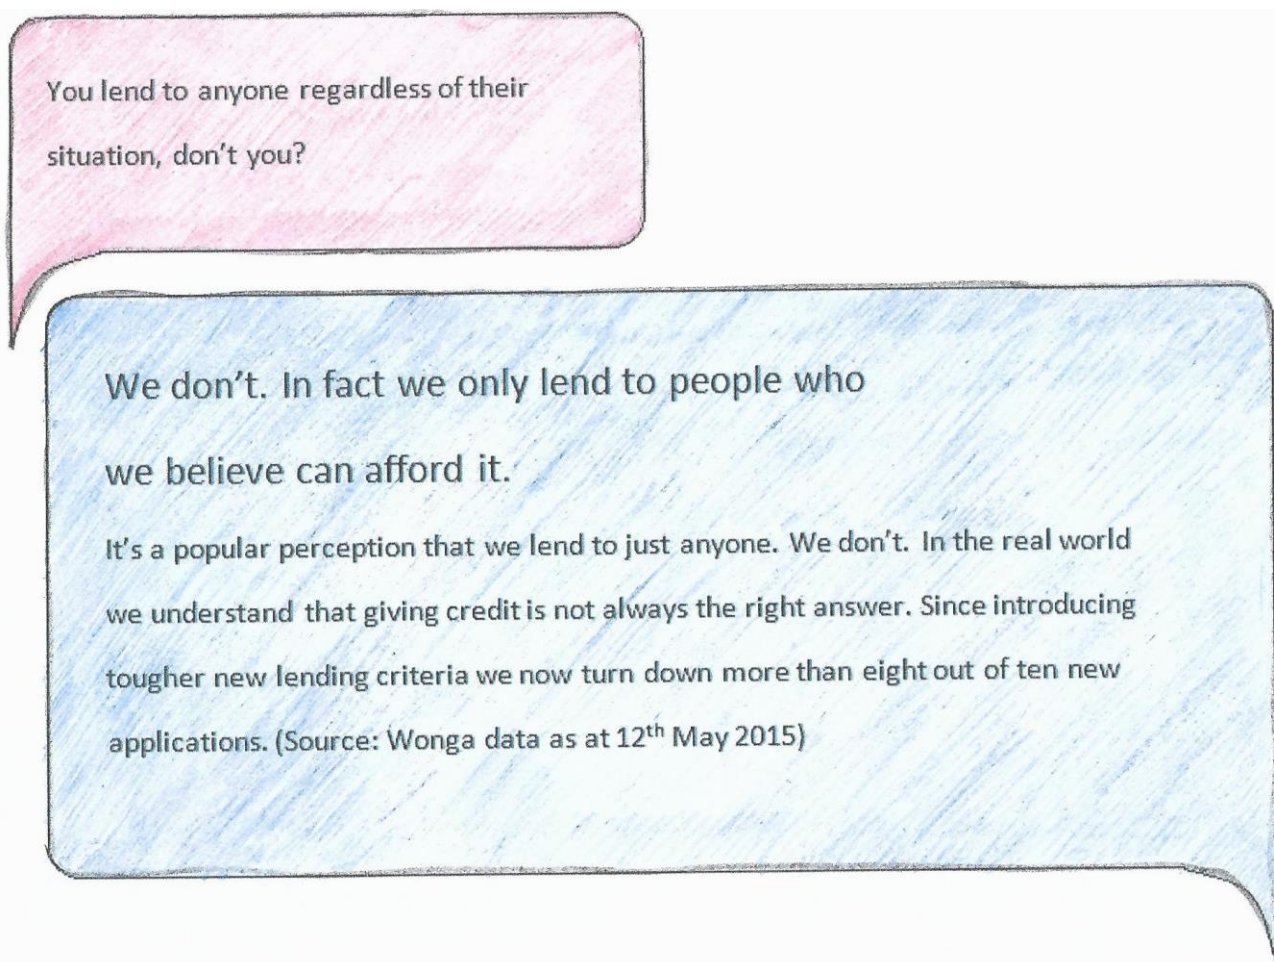 You lend to anyone regardless of their
situation, don't you?
We don't. In fact we only lend to people who
we believe can afford it.
It's a popular perception that we lend to just anyone. We don't. In the real world
we understand that giving credit is not always the right answer. Since introducing
tougher new lending criteria we now turn down more than eight out of ten new
applications. (Source: Wonga data as at 12th May 2015)